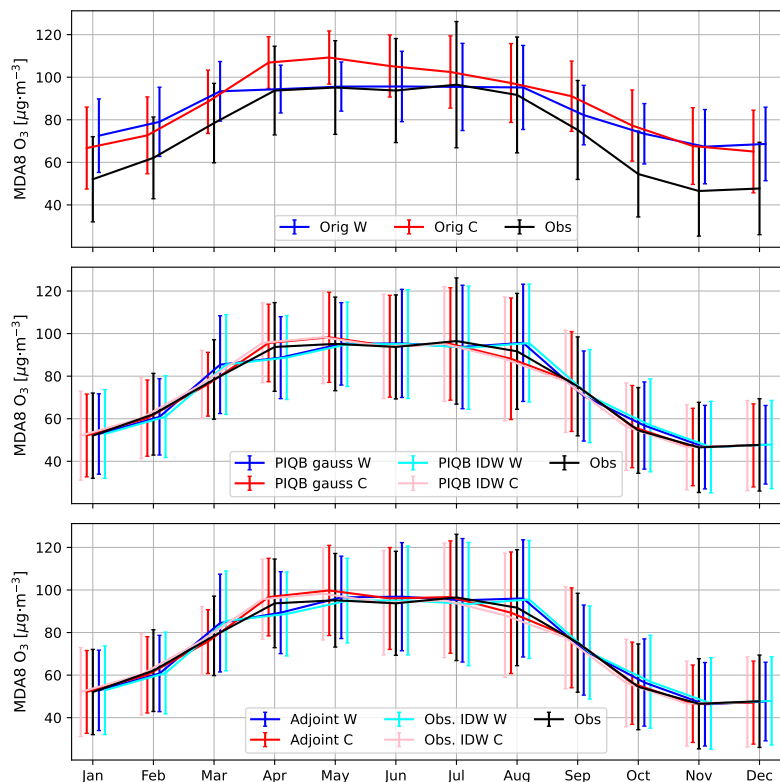 MDA8 O3 [μg·m−3]
120
100
80
60
40
Orig W Orig C Obs
MDA8 O3 [μg·m−3]
120
100
80
60
40
PIQB gauss W PIQB IDW W Obs
PIQB gauss C PIQB IDW C
MDA8 O3 [μg·m−3]
120
100
80
60
40
Adjoint W Obs. IDW W Obs
Adjoint C Obs. IDW C
Jan Feb Mar Apr May Jun Jul Aug Sep Oct Nov Dec